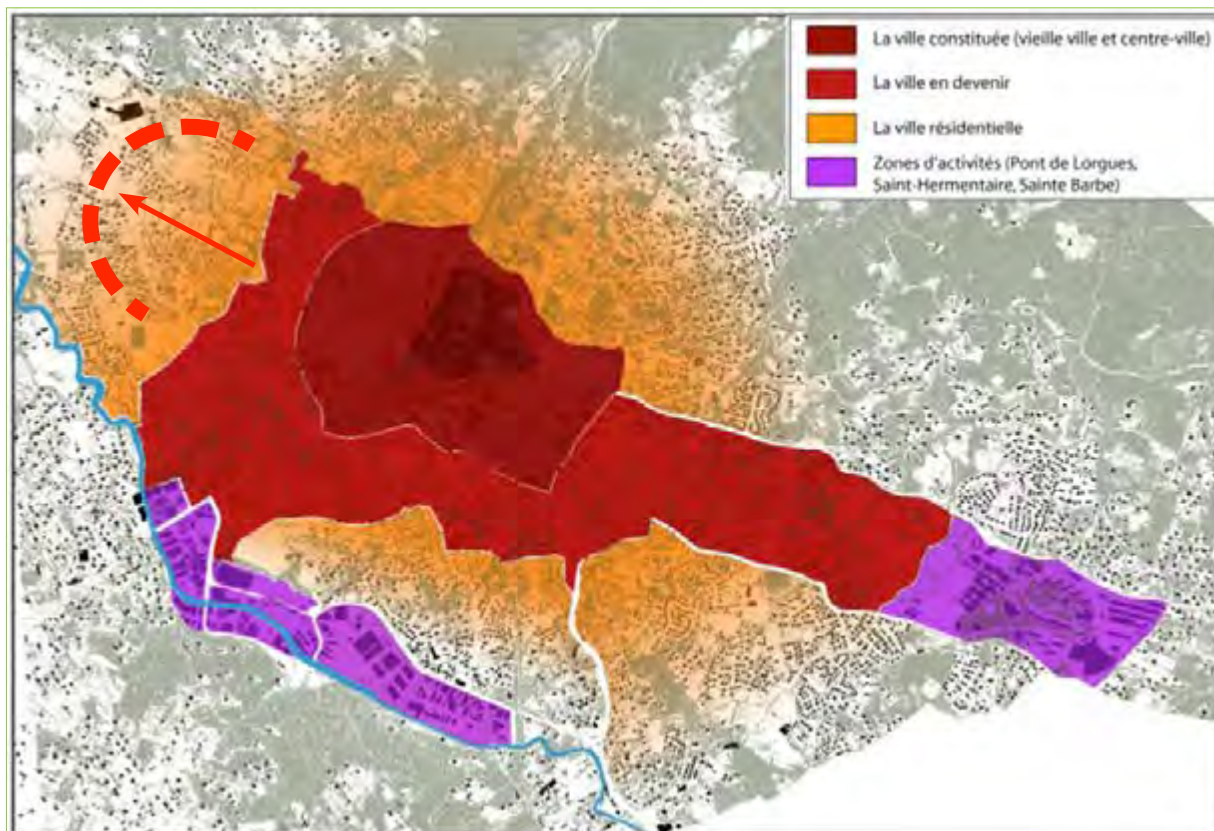 La ville constituée (vieille ville et centre-ville)
La ville en devenir
La ville résidentielle
Zones d'activités (Pont de Lorgues,
Saint-Hermentaire, Sainte Barbe)